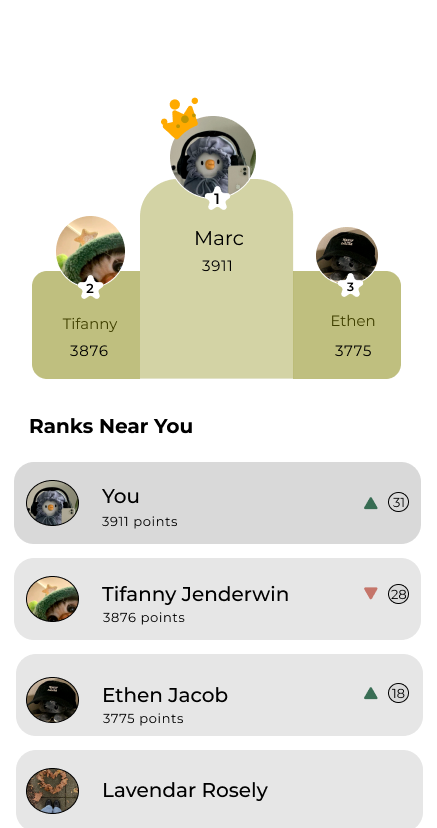 1
Marc
3911
2
Tifanny
3876
3
Ethen
3775
Ranks Near You
You
3911 points
31
Tifanny Jenderwin
3876 points
28
Ethen Jacob
3775 points
18
Lavendar Rosely